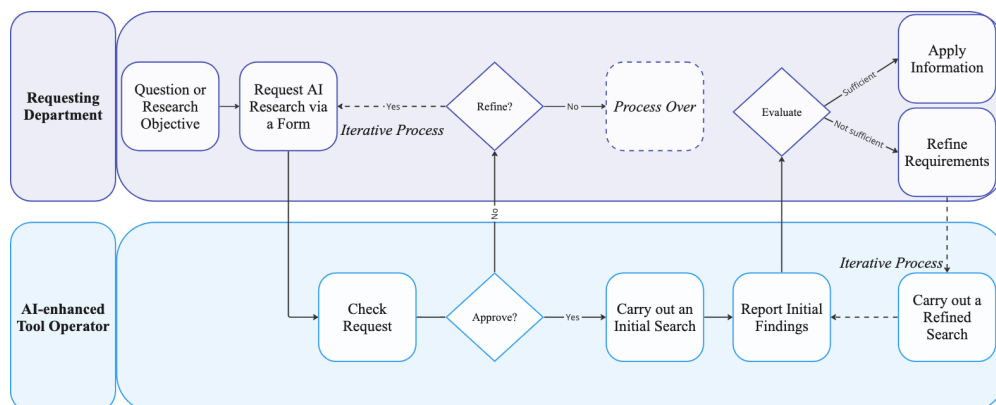 Requesting
Department
Question or
Research
Objective
Request AI
Research via
a Form
Yes
Iterative Process
Refine?
No
Process Over
Evaluate
Sufficient
Not sufficient
Apply
Information
Refine
Requirements
No
AI-enhanced
Tool Operator
Check
Request
Approve?
Yes
Carry out an
Initial Search
Report Initial
Findings
Iterative Process
Carry out a
Refined
Search